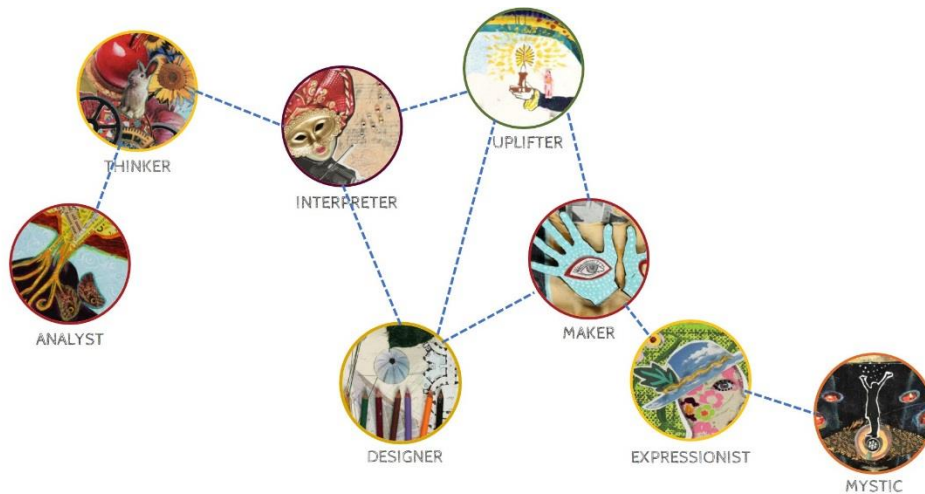 THINKER
INTERPRETER
UPLIFTER
ANALYST
MAKER
DESIGNER
EXPRESSIONIST
MYSTIC